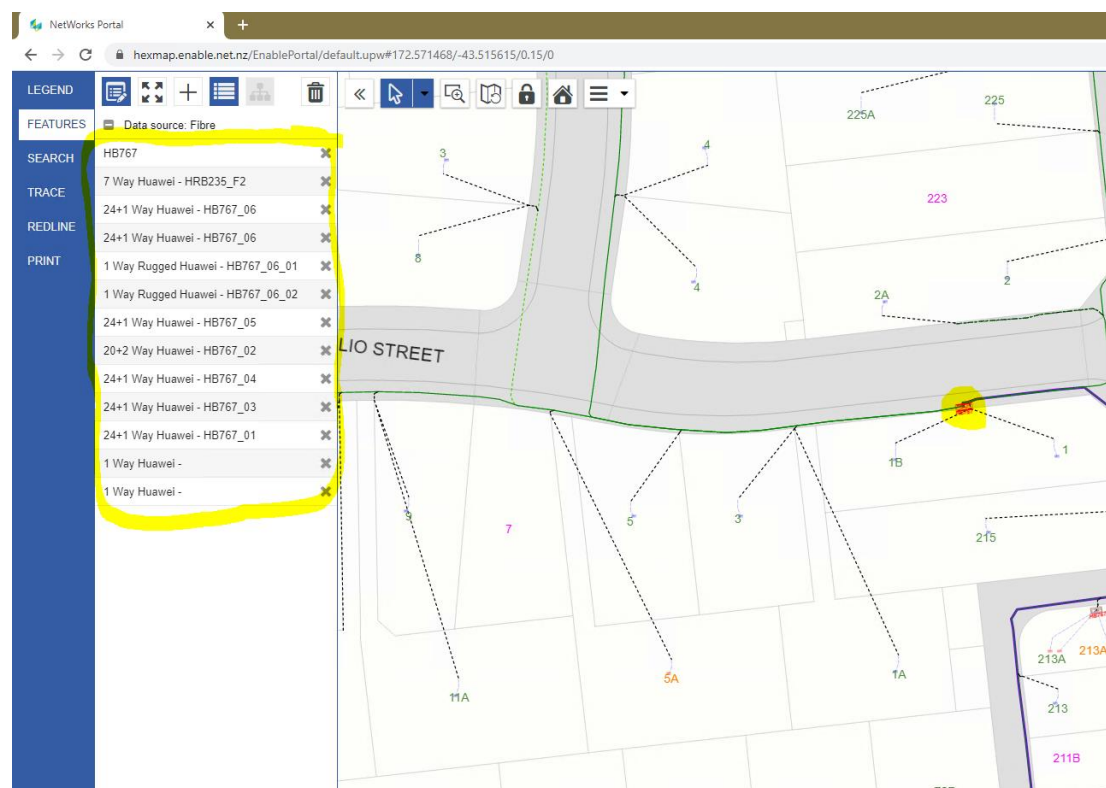 NetWorks Portal
hexmap.enable.net.nz/EnablePortal/default.upw#172.571468/-43.515615/0.15/0
LEGEND
FEATURES
SEARCH
TRACE
REDLINE
PRINT
Data source: Fibre
HB767
7 Way Huawei - HRB235_F2
24+1 Way Huawei - HB767_06
24+1 Way Huawei - HB767_06
1 Way Rugged Huawei - HB767_06_01
1 Way Rugged Huawei - HB767_06_02
24+1 Way Huawei - HB767_05
20+2 Way Huawei - HB767_02
24+1 Way Huawei - HB767_04
24+1 Way Huawei - HB767_03
24+1 Way Huawei - HB767_01
1 Way Huawei -
1 Way Huawei -
225A
225
3
4
223
8
4
2A
2
LIO STREET
1B
1
9
7
5
3
215
11A
5A
1A
213A
213A
213
211B